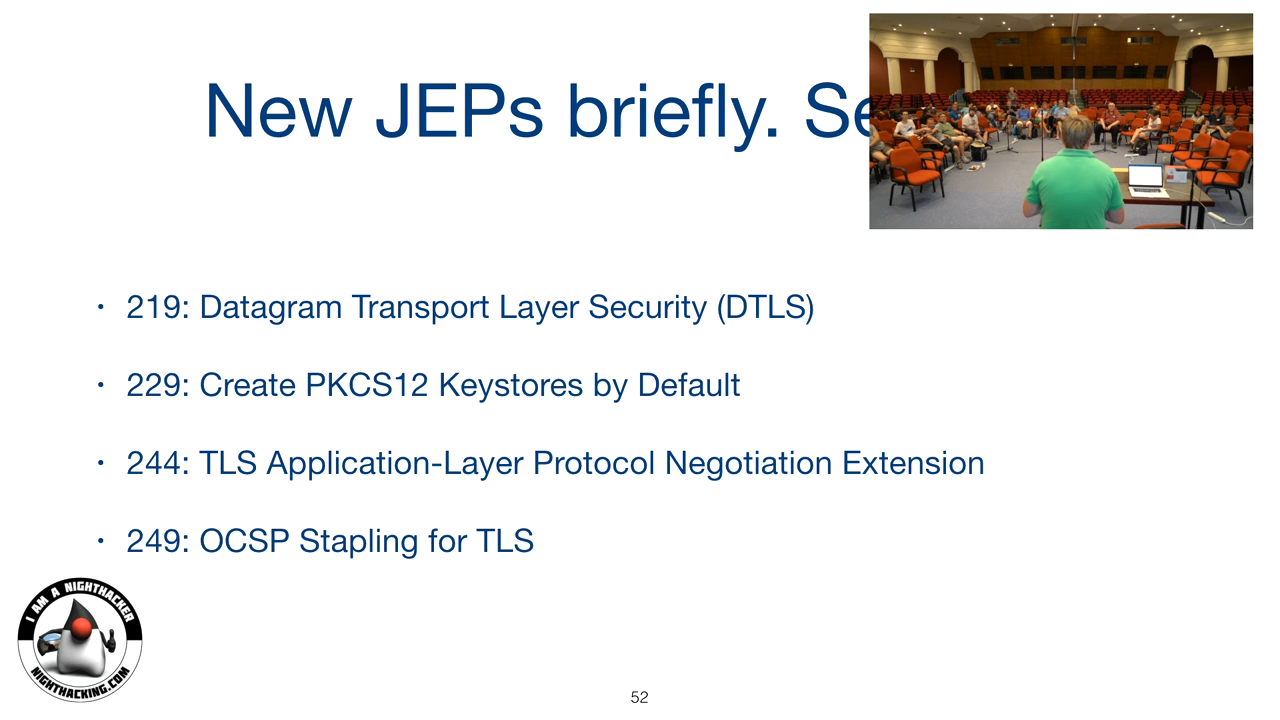 New JEPs briefly.
• 219: Datagram Transport Layer Security (DTLS)
• 229: Create PKCS12 Keystores by Default
• 244: TLS Application-Layer Protocol Negotiation Extension
• 249: OCSP Stapling for TLS
I AM A NIGHTHACKER
NIGHTHACKING.COM
52